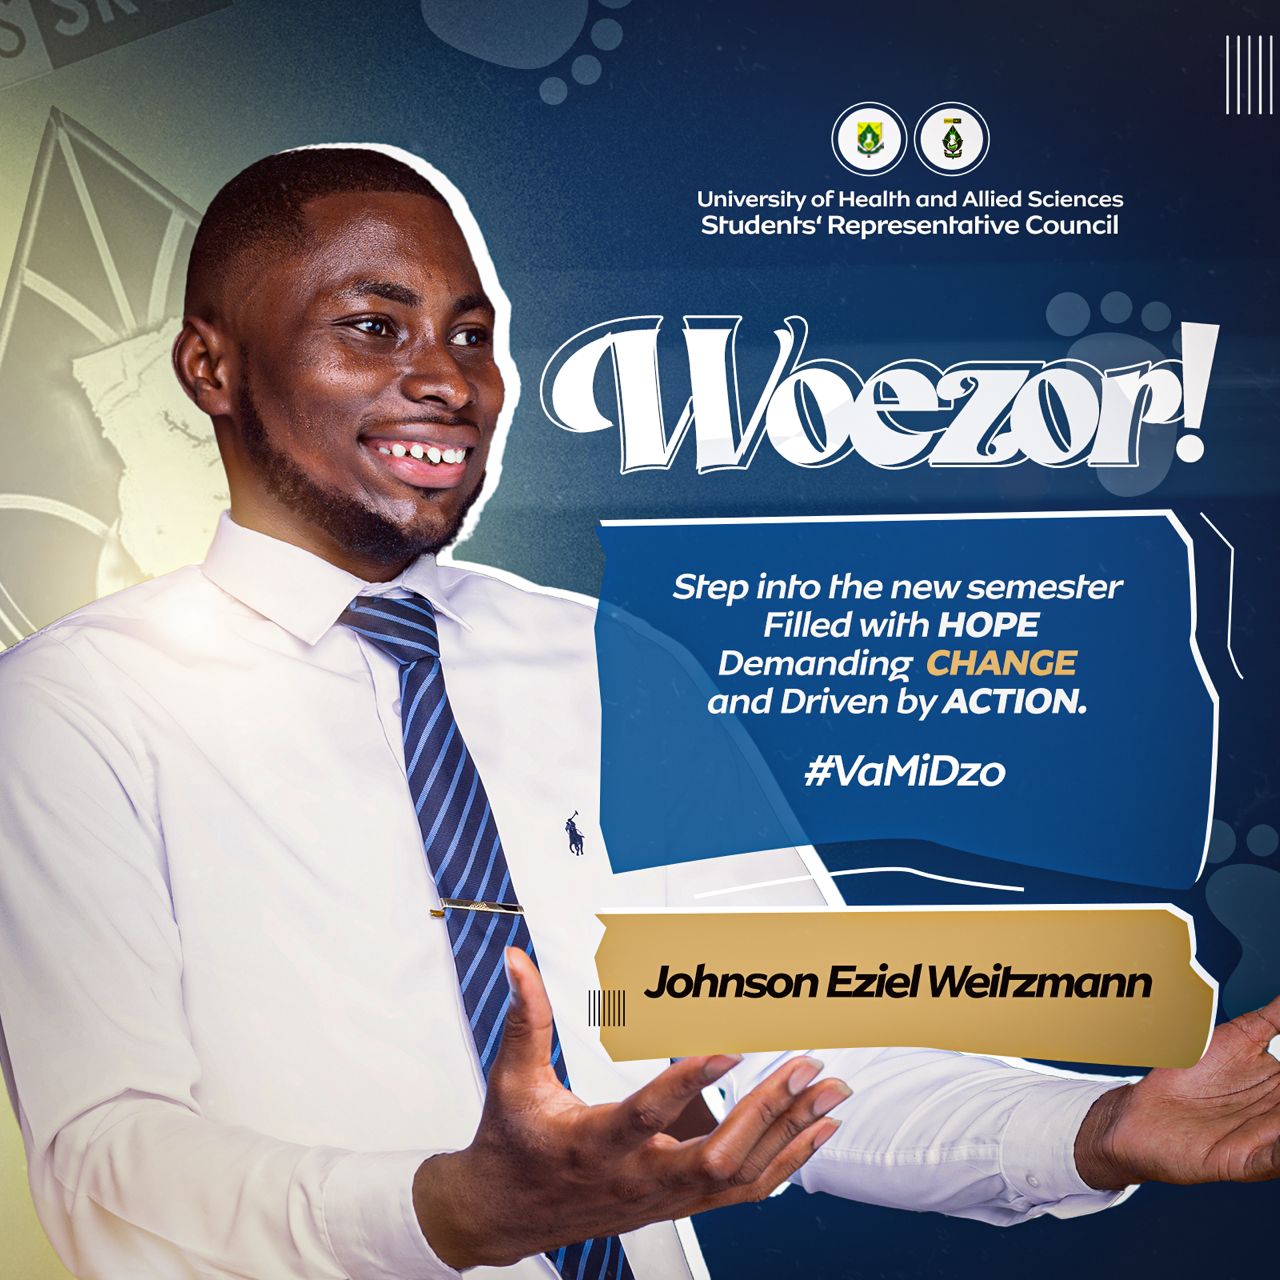 University of Health and Allied Sciences
Students‘ Representative Council
Woezor!
Step into the new semester
Filled with HOPE
Demanding CHANGE
and Driven by ACTION.
#VaMiDzo
Johnson Eziel Weitzmann